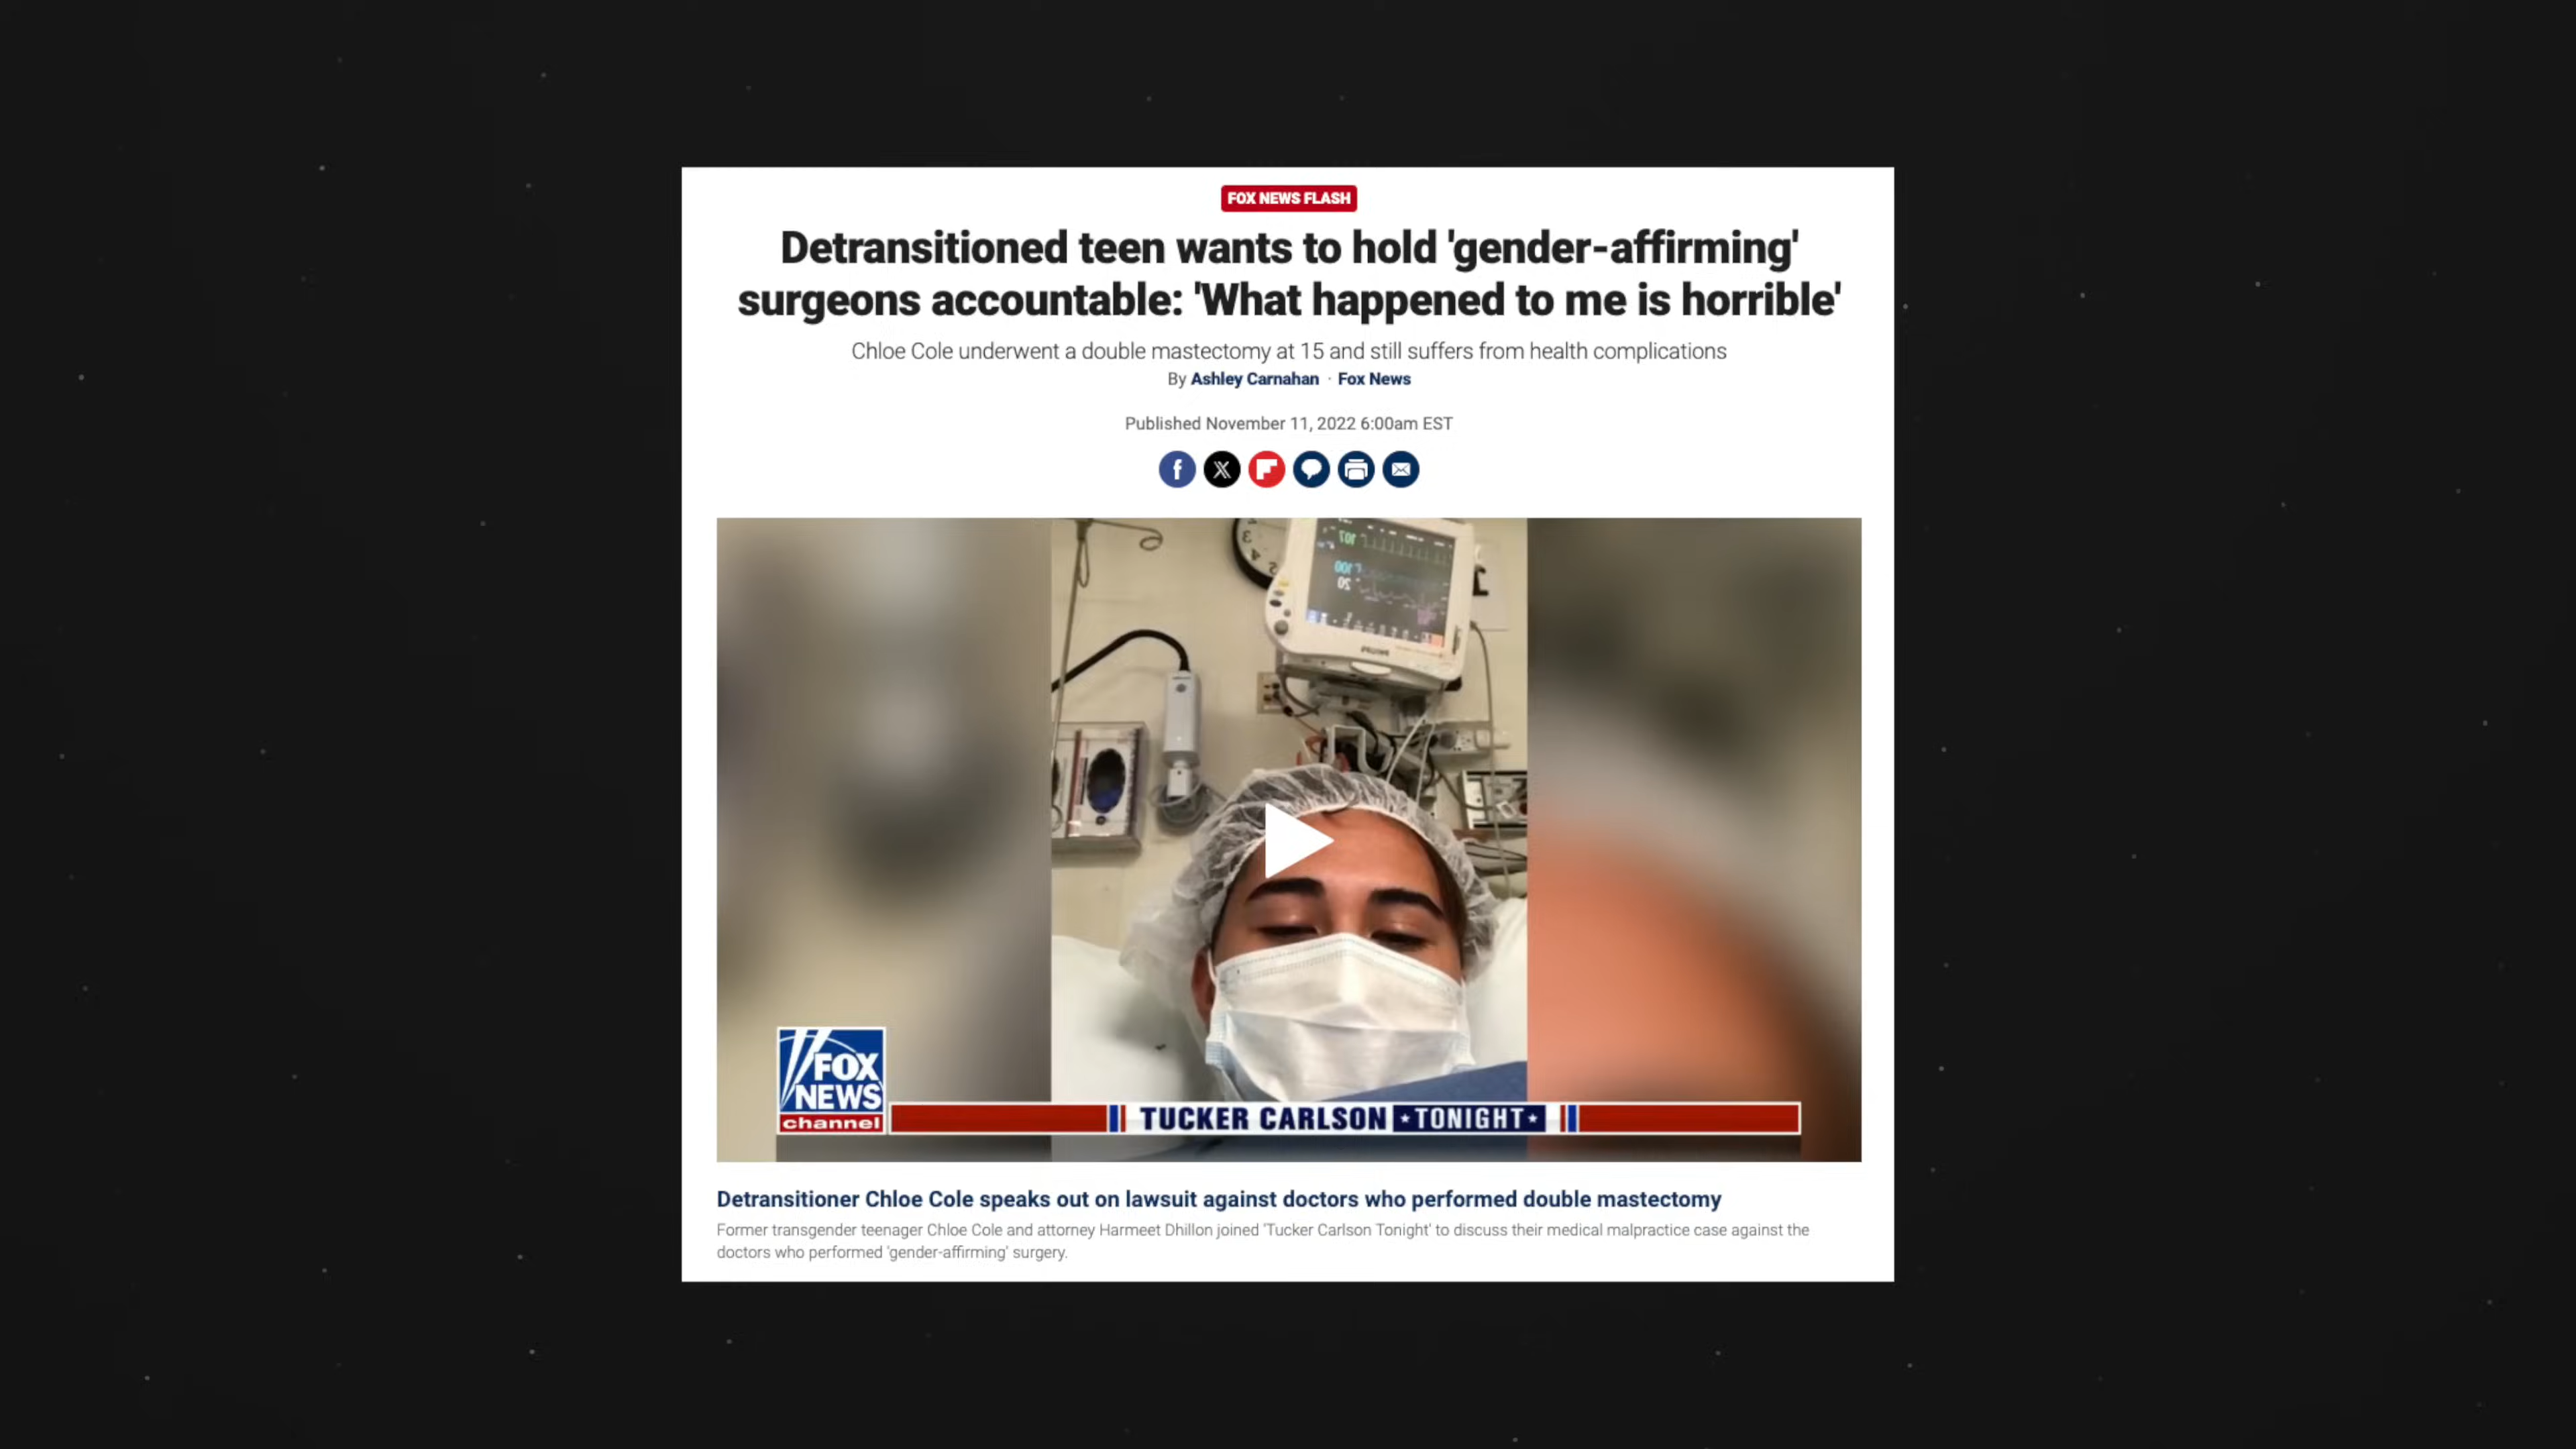 FOX NEWS FLASH
Detransitioned teen wants to hold 'gender-affirming'
surgeons accountable: 'What happened to me is horrible'
Chloe Cole underwent a double mastectomy at 15 and still suffers from health complications
By Ashley Carnahan · Fox News
Published November 11, 2022 6:00am EST
PHILIPS
FOX
NEWS
channel
TUCKER CARLSON ★TONIGHT★
Detransitioner Chloe Cole speaks out on lawsuit against doctors who performed double mastectomy
Former transgender teenager Chloe Cole and attorney Harmeet Dhillon joined 'Tucker Carlson Tonight' to discuss their medical malpractice case against the
doctors who performed 'gender-affirming' surgery.